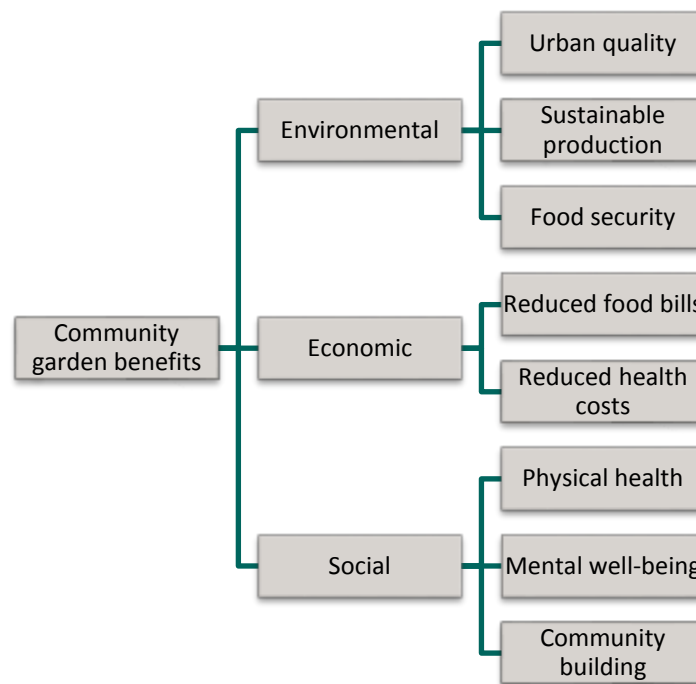 Urban quality
Environmental
Sustainable
production
Food security
Community
garden benefits
Economic
Reduced food bills
Reduced health
costs
Social
Physical health
Mental well-being
Community
building